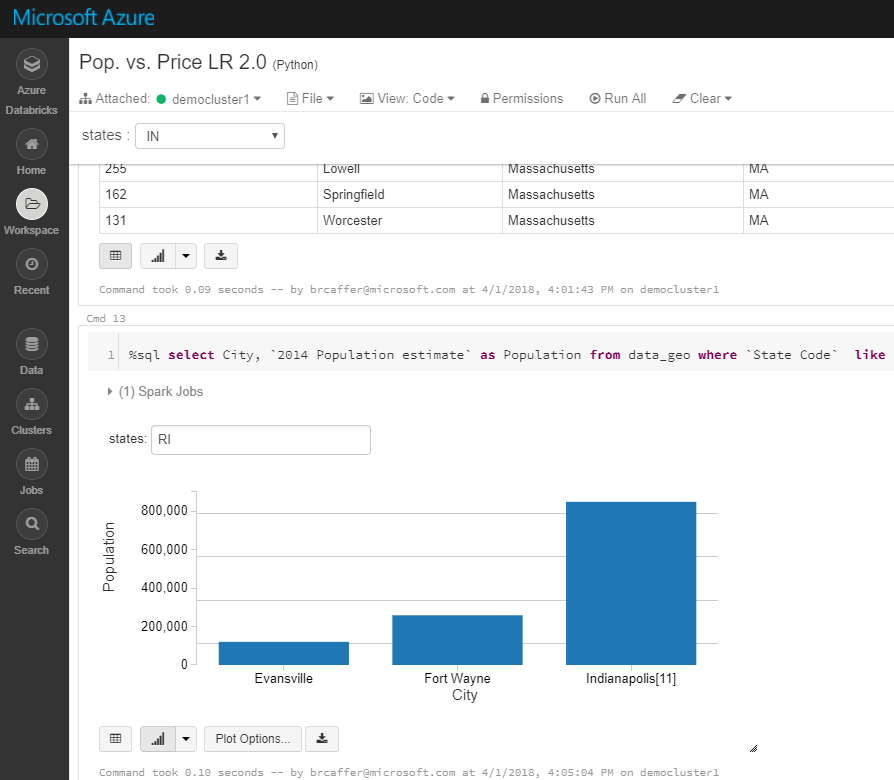 Microsoft Azure
Azure
Databricks
Home
Workspace
Recent
Data
Clusters
Jobs
Search
Pop. vs. Price LR 2.0 (Python)
Attached: democluster1 File View: Code Permissions Run All Clear
states : IN
255 Lowell Massachusetts MA
162 Springfield Massachusetts MA
131 Worcester Massachusetts MA
Command took 0.09 seconds -- by brcaffer@microsoft.com at 4/1/2018, 4:01:43 PM on democluster1
Cmd 13
1 %sql select City, `2014 Population estimate` as Population from data_geo where `State Code`  like
(1) Spark Jobs
states: RI
800,000
600,000
400,000
200,000
0
Population
Evansville Fort Wayne Indianapolis[11]
City
Plot Options...
Command took 0.10 seconds -- by brcaffer@microsoft.com at 4/1/2018, 4:05:04 PM on democluster1